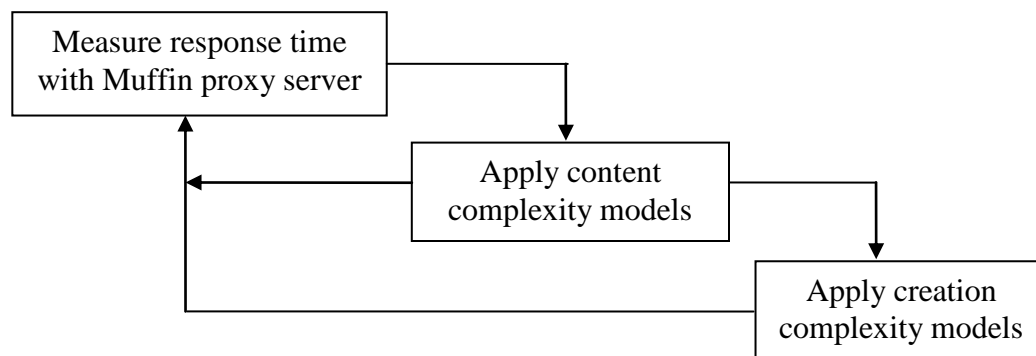 Measure response time
with Muffin proxy server
Apply content
complexity models
Apply creation
complexity models